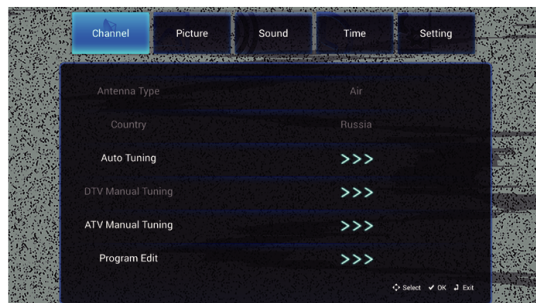 Channel Picture Sound Time Setting
Antenna Type Air
Country Russia
Auto Tuning >>>
DTV Manual Tuning >>>
ATV Manual Tuning >>>
Program Edit >>>
Select OK Exit